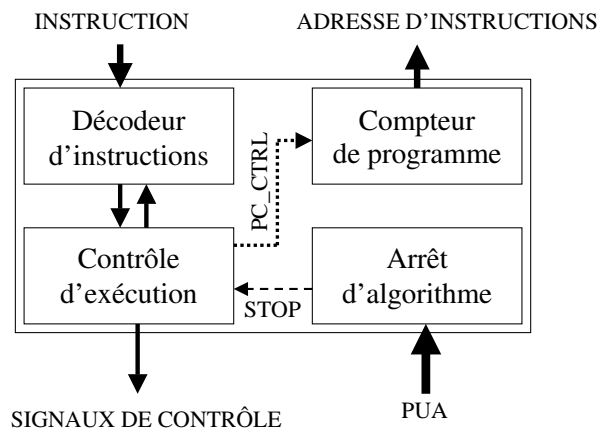 INSTRUCTION
ADRESSE D'INSTRUCTIONS
Décodeur
d'instructions
Compteur
de programme
PC_CTRL
Contrôle
d'exécution
STOP
Arrêt
d'algorithme
SIGNAUX DE CONTRÔLE
PUA